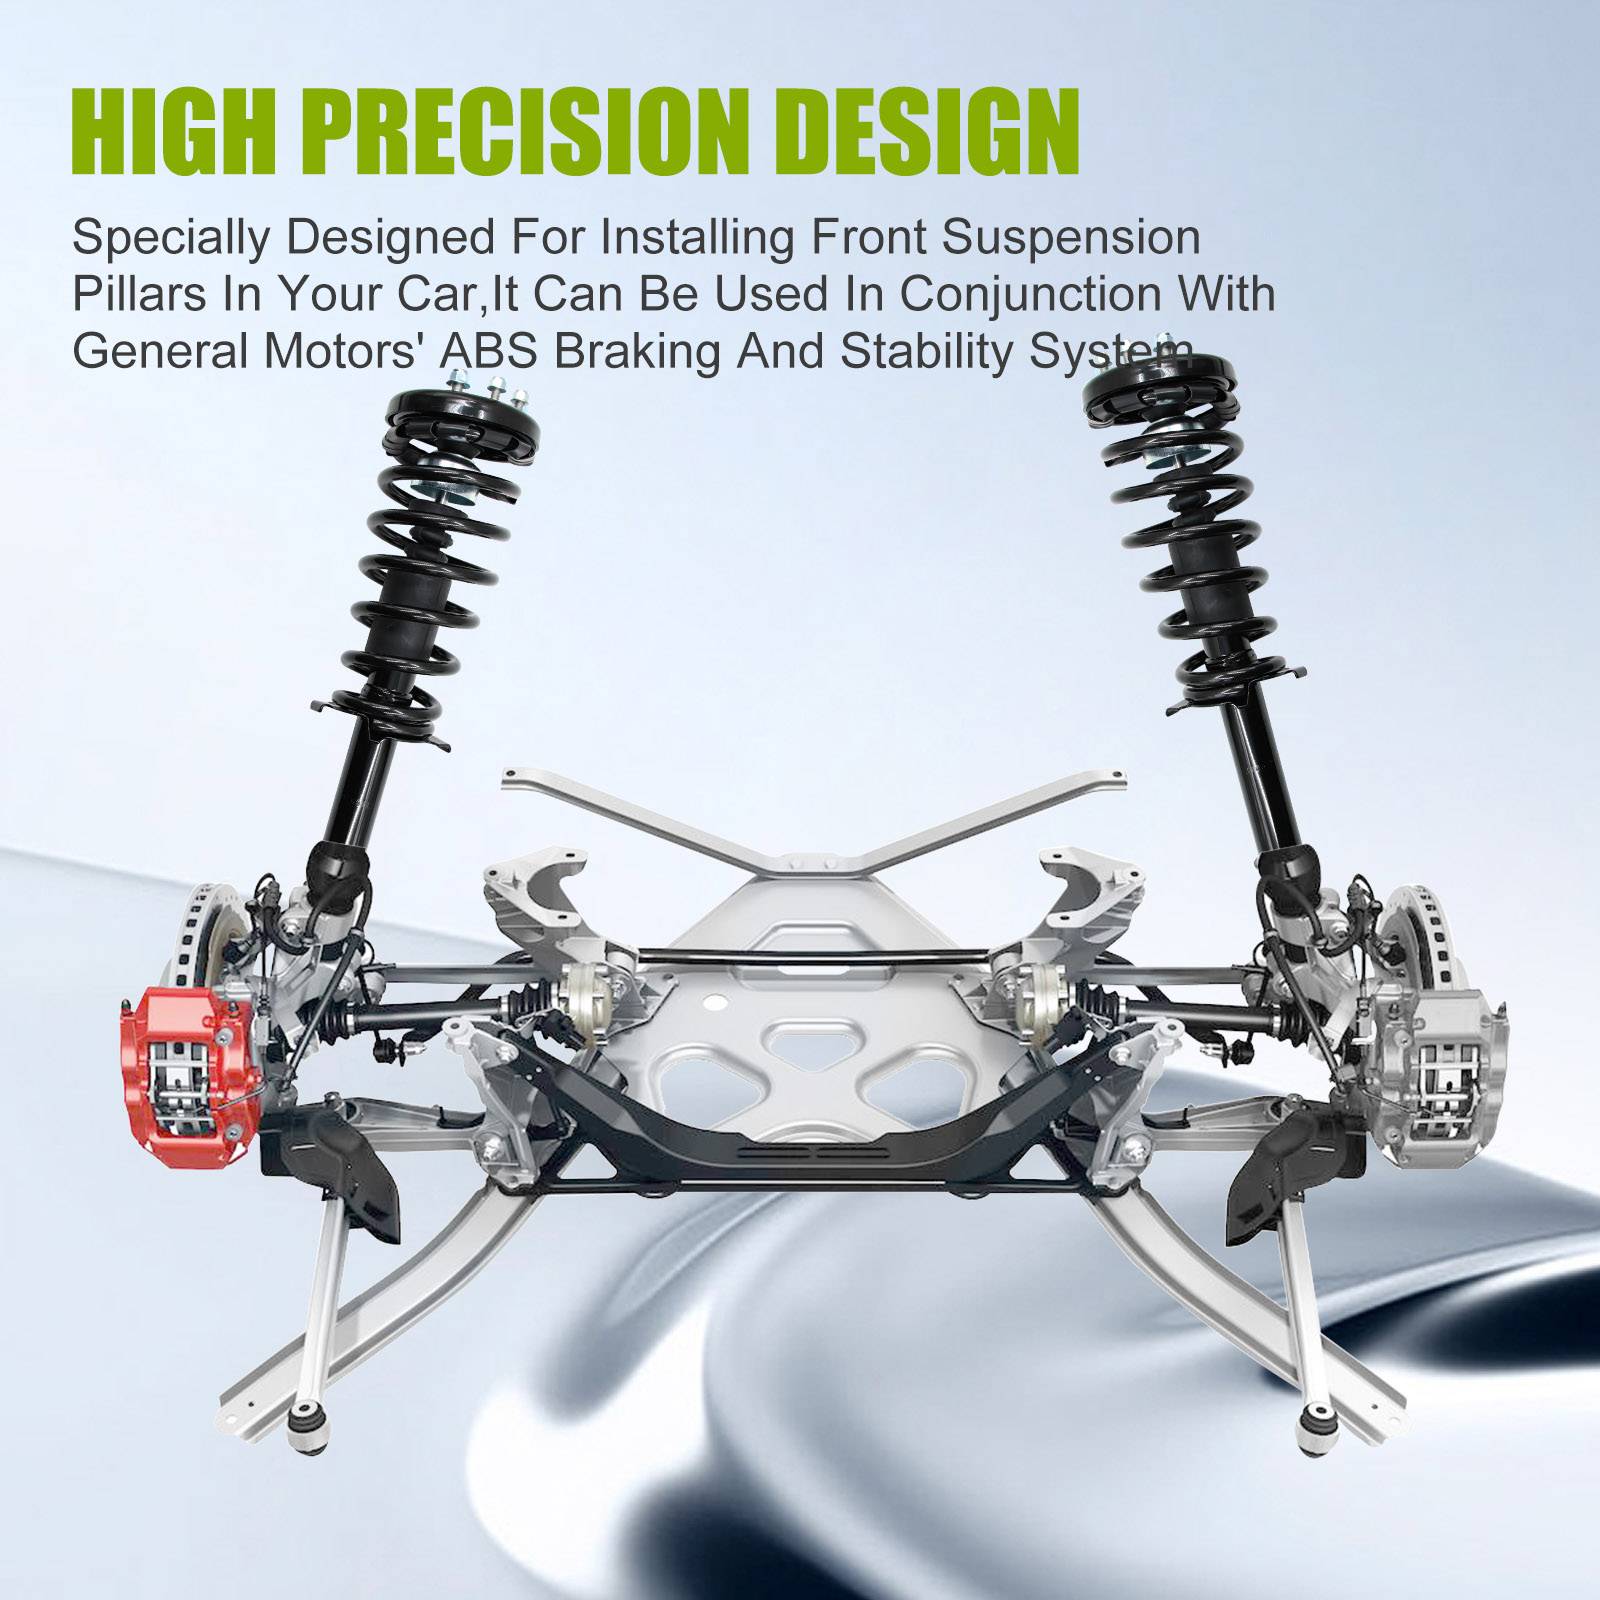 HIGH PRECISION DESIGN
Specially Designed For Installing Front Suspension
Pillars In Your Car,It Can Be Used In Conjunction With
General Motors' ABS Braking And Stability System